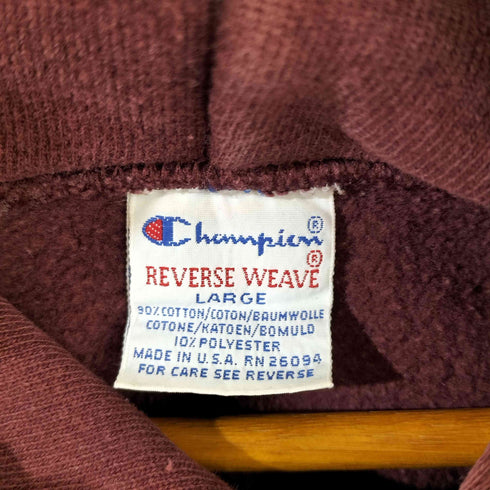 Champion®
®
REVERSE WEAVE
LARGE
90% COTTON/COTON/BAUMWOLLE
COTONE/KATOEN/BOMULD
10% POLYESTER
MADE IN U.S.A. RN 26094
FOR CARE SEE REVERSE